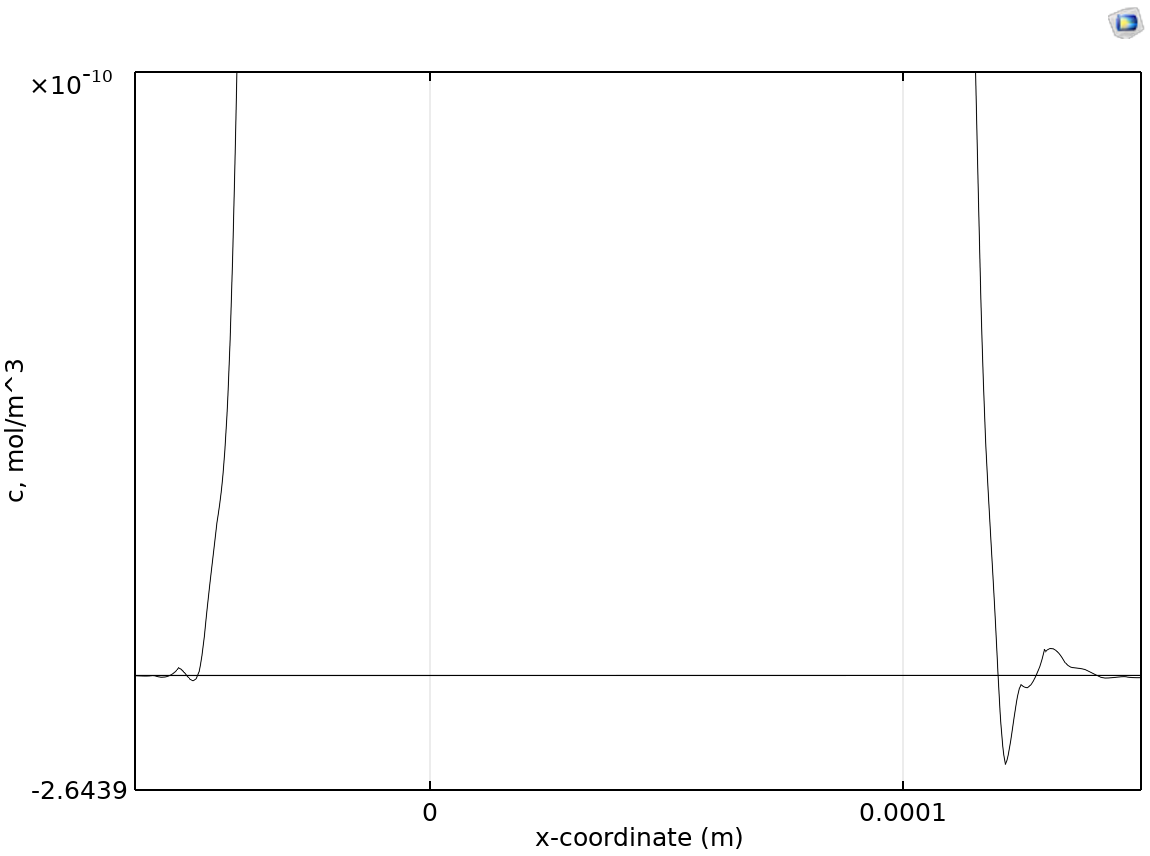 ×10⁻¹⁰
c, mol/m^3
-2.6439
0
0.0001
x-coordinate (m)